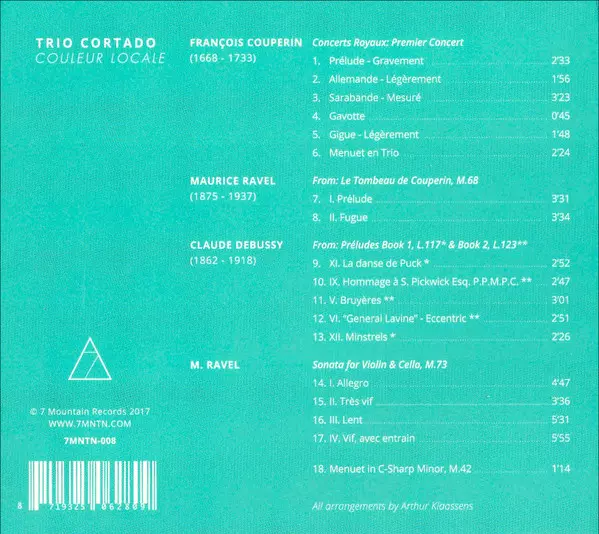 TRIO CORTADO
COULEUR LOCALE
FRANÇOIS COUPERIN
(1668 - 1733)
Concerts Royaux: Premier Concert
1. Prélude - Gravement 2'33
2. Allemande - Légèrement 1'56
3. Sarabande - Mesuré 3'23
4. Gavotte 0'45
5. Gigue - Légèrement 1'48
6. Menuet en Trio 2'24
MAURICE RAVEL
(1875 - 1937)
From: Le Tombeau de Couperin, M.68
7. I. Prélude 3'31
8. II. Fugue 3'34
CLAUDE DEBUSSY
(1862 - 1918)
From: Préludes Book 1, L.117* & Book 2, L.123**
9. XI. La danse de Puck * 2'52
10. IX. Hommage à S. Pickwick Esq. P.P.M.P.C. ** 2'47
11. V. Bruyères ** 3'01
12. VI. "General Lavine" - Eccentric ** 2'51
13. XII. Minstrels * 2'26
M. RAVEL
Sonata for Violin & Cello, M.73
14. I. Allegro 4'47
15. II. Très vif 3'36
16. III. Lent 5'31
17. IV. Vif, avec entrain 5'55
18. Menuet in C-Sharp Minor, M.42 1'14
All arrangements by Arthur Klaassens
© 7 Mountain Records 2017
WWW.7MNTN.COM
7MNTN-008
8 719325 062809